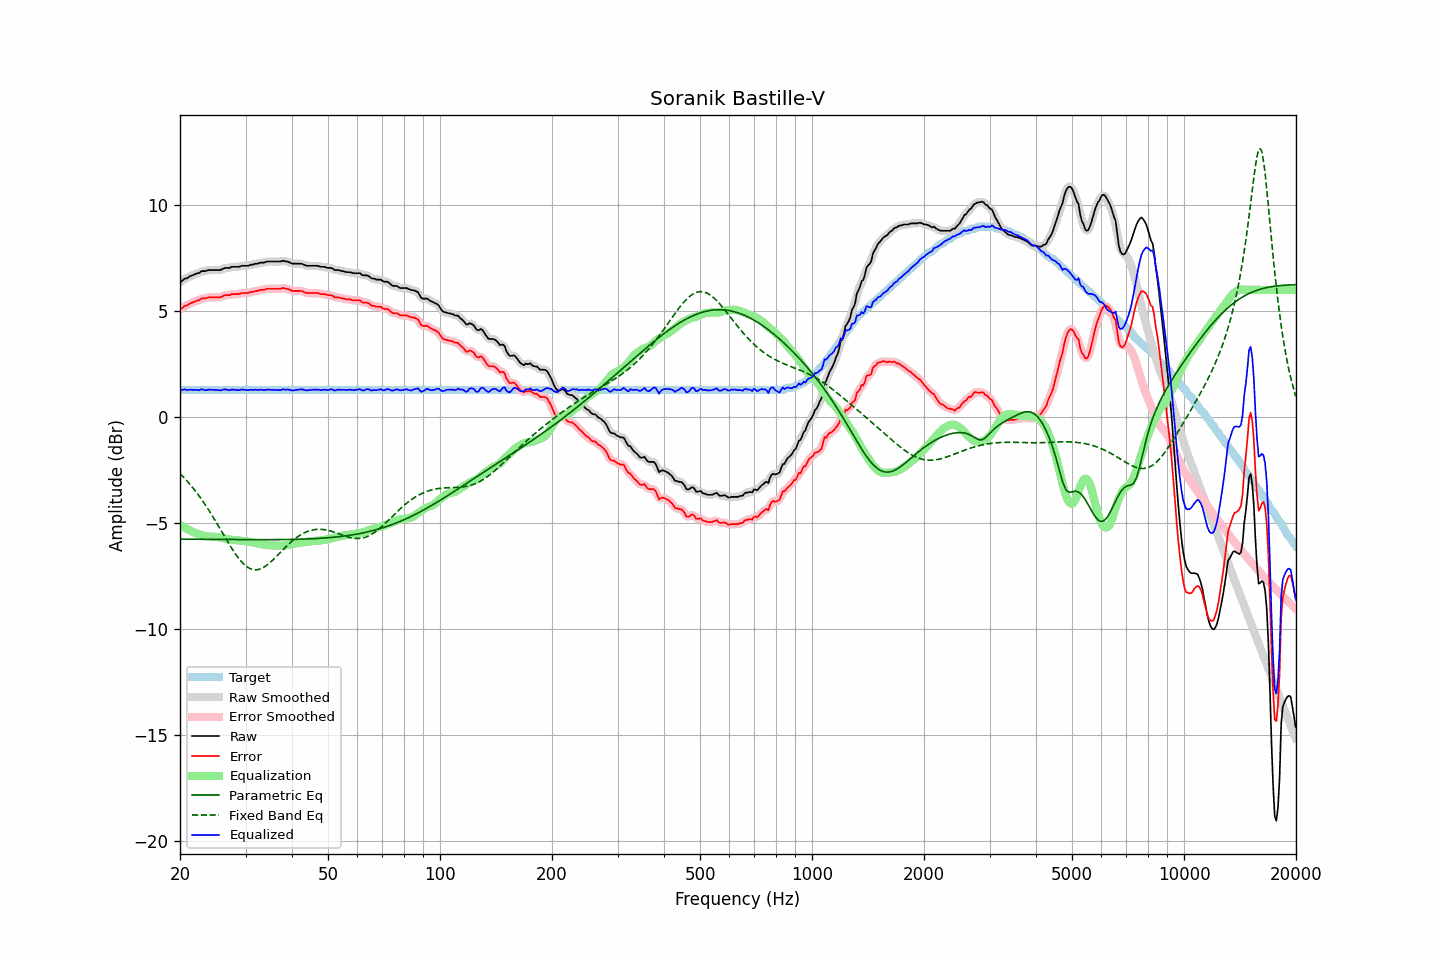 Soranik Bastille-V
Amplitude (dBr)
10
5
0
−5
−10
−15
−20
Target
Raw Smoothed
Error Smoothed
Raw
Error
Equalization
Parametric Eq
Fixed Band Eq
Equalized
20 50 100 200 500 1000 2000 5000 10000 20000
Frequency (Hz)